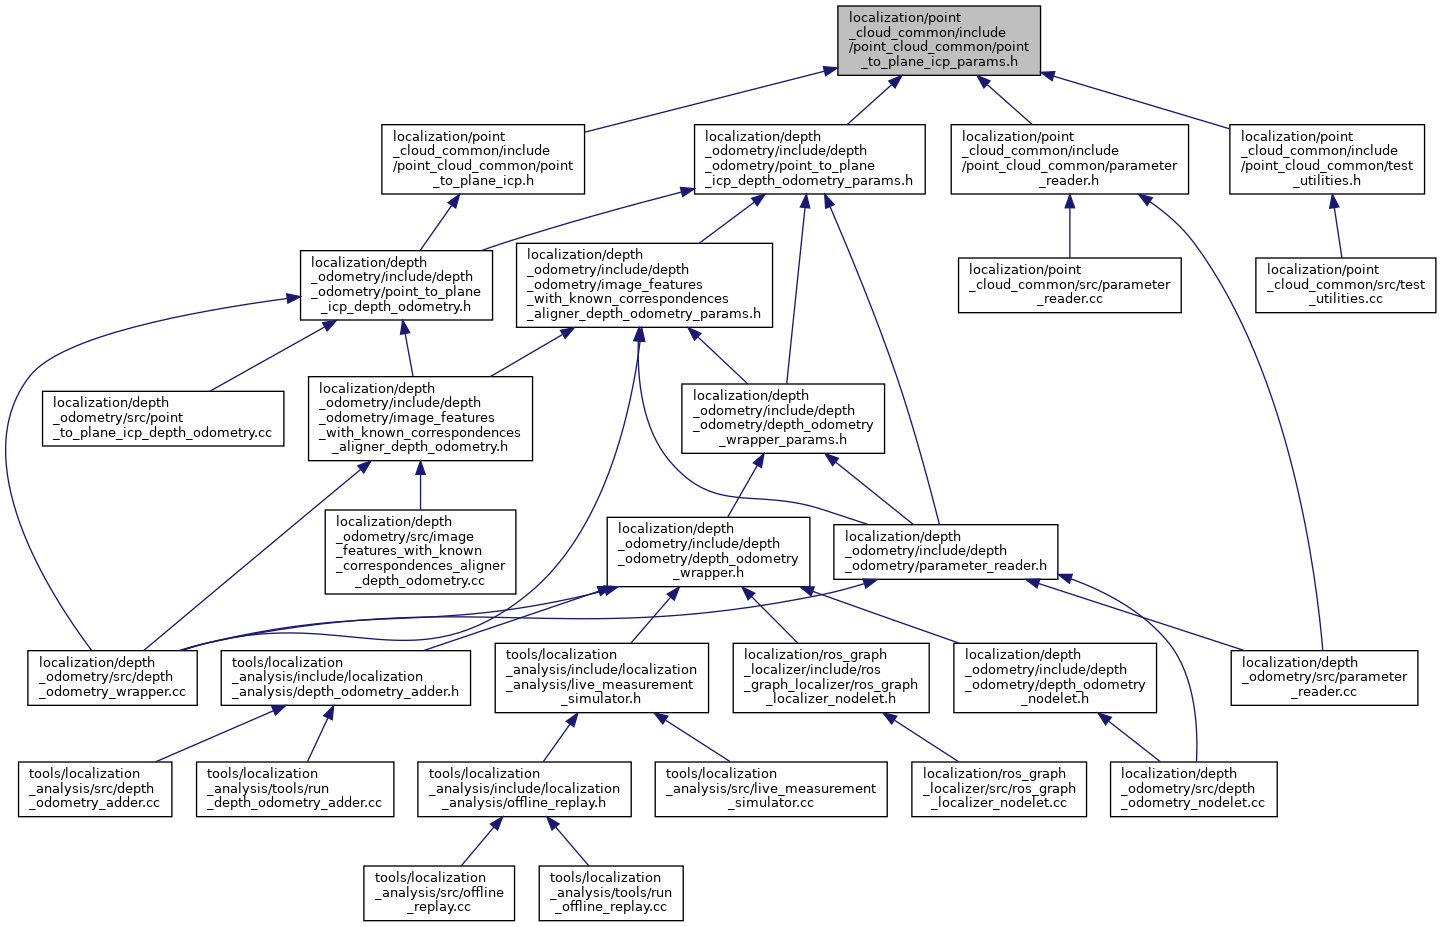 localization/point
_cloud_common/include
/point_cloud_common/point
_to_plane_icp_params.h
localization/point
_cloud_common/include
/point_cloud_common/point
_to_plane_icp.h
localization/depth
_odometry/include/depth
_odometry/point_to_plane
_icp_depth_odometry_params.h
localization/point
_cloud_common/include
/point_cloud_common/parameter
_reader.h
localization/point
_cloud_common/include
/point_cloud_common/test
_utilities.h
localization/depth
_odometry/include/depth
_odometry/point_to_plane
_icp_depth_odometry.h
localization/depth
_odometry/include/depth
_odometry/image_features
_with_known_correspondences
_aligner_depth_odometry_params.h
localization/point
_cloud_common/src/parameter
_reader.cc
localization/point
_cloud_common/src/test
_utilities.cc
localization/depth
_odometry/src/point
_to_plane_icp_depth_odometry.cc
localization/depth
_odometry/include/depth
_odometry/image_features
_with_known_correspondences
_aligner_depth_odometry.h
localization/depth
_odometry/include/depth
_odometry/depth_odometry
_wrapper_params.h
localization/depth
_odometry/src/image
_features_with_known
_correspondences_aligner
_depth_odometry.cc
localization/depth
_odometry/include/depth
_odometry/depth_odometry
_wrapper.h
localization/depth
_odometry/include/depth
_odometry/parameter_reader.h
localization/depth
_odometry/src/depth
_odometry_wrapper.cc
tools/localization
_analysis/include/localization
_analysis/depth_odometry_adder.h
tools/localization
_analysis/include/localization
_analysis/live_measurement
_simulator.h
localization/ros_graph
_localizer/include/ros
_graph_localizer/ros_graph
_localizer_nodelet.h
localization/depth
_odometry/include/depth
_odometry/depth_odometry
_nodelet.h
localization/depth
_odometry/src/parameter
_reader.cc
tools/localization
_analysis/src/depth
_odometry_adder.cc
tools/localization
_analysis/tools/run
_depth_odometry_adder.cc
tools/localization
_analysis/include/localization
_analysis/offline_replay.h
tools/localization
_analysis/src/live_measurement
_simulator.cc
localization/ros_graph
_localizer/src/ros_graph
_localizer_nodelet.cc
localization/depth
_odometry/src/depth
_odometry_nodelet.cc
tools/localization
_analysis/src/offline
_replay.cc
tools/localization
_analysis/tools/run
_offline_replay.cc